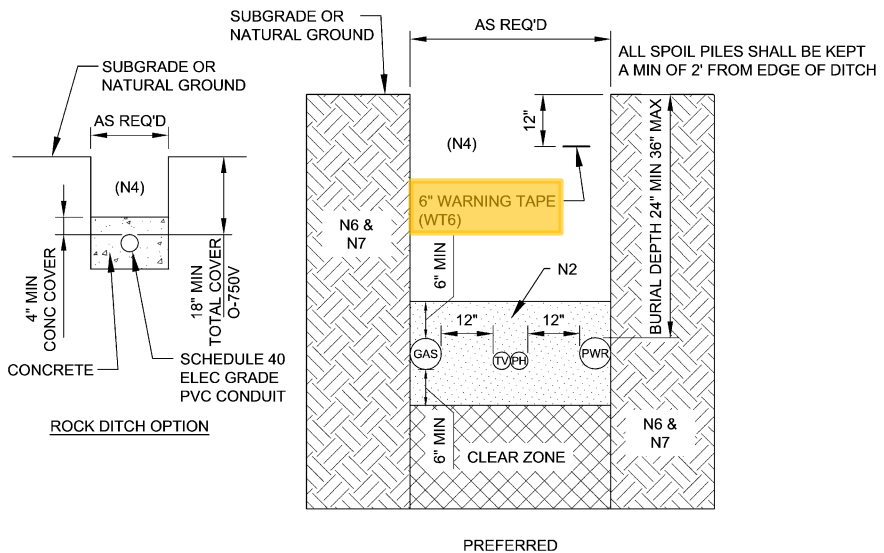 SUBGRADE OR
NATURAL GROUND
AS REQ'D
(N4)
4" MIN
CONC COVER
18" MIN
TOTAL COVER
O-750V
CONCRETE
SCHEDULE 40
ELEC GRADE
PVC CONDUIT
ROCK DITCH OPTION
SUBGRADE OR
NATURAL GROUND
AS REQ'D
ALL SPOIL PILES SHALL BE KEPT
A MIN OF 2' FROM EDGE OF DITCH
12"
(N4)
6" WARNING TAPE
(WT6)
BURIAL DEPTH 24" MIN 36" MAX
N6 &
N7
6" MIN
N2
12"
12"
GAS
TV
PH
PWR
6" MIN
CLEAR ZONE
N6 &
N7
PREFERRED